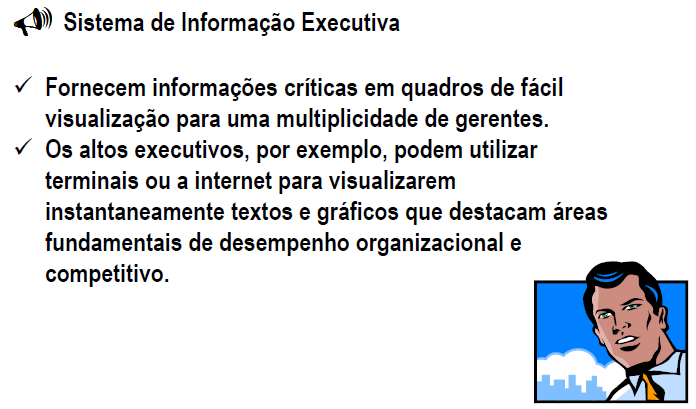 Sistema de Informação Executiva
✓ Fornecem informações críticas em quadros de fácil
visualização para uma multiplicidade de gerentes.
✓ Os altos executivos, por exemplo, podem utilizar
terminais ou a internet para visualizarem
instantaneamente textos e gráficos que destacam áreas
fundamentais de desempenho organizacional e
competitivo.